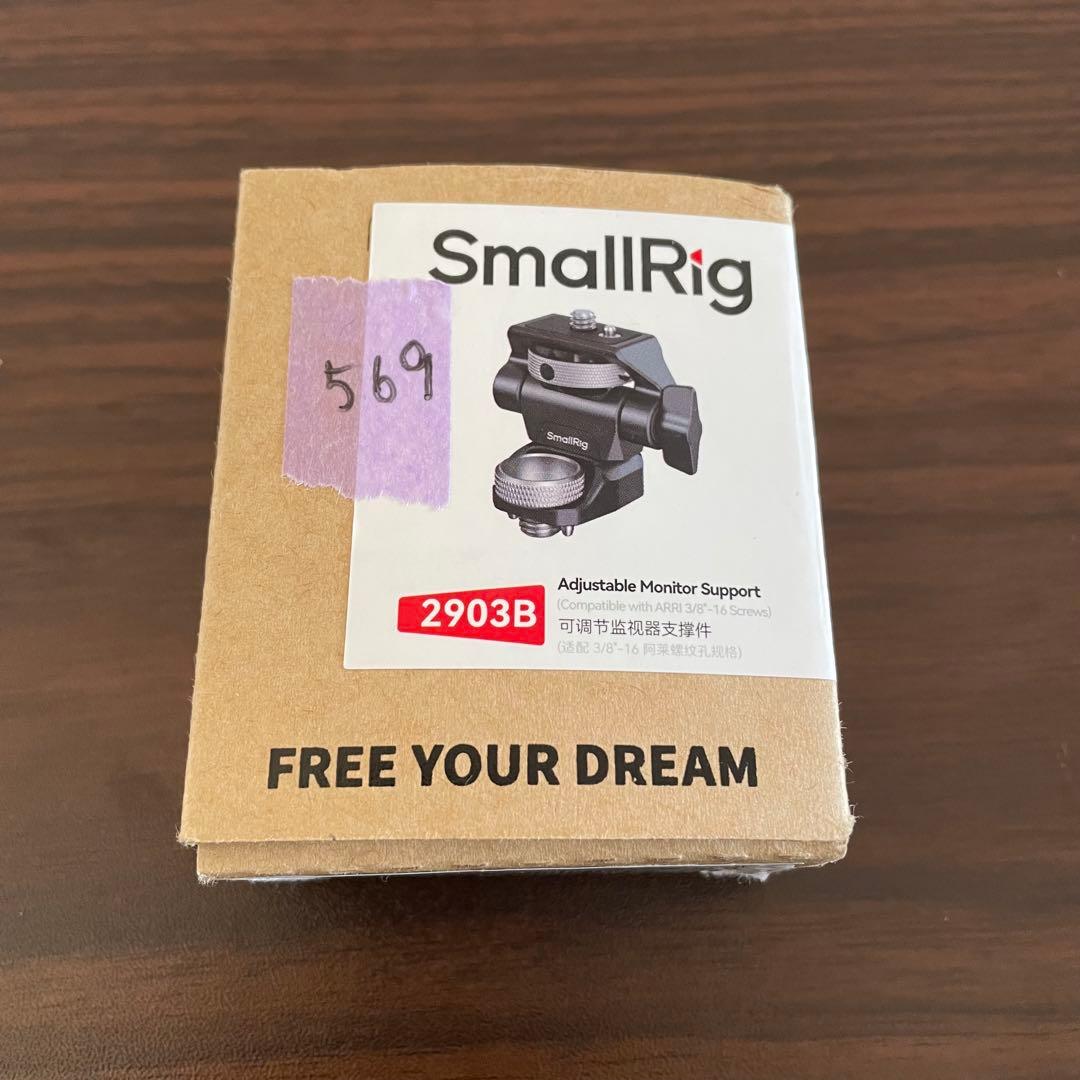 SmallRig
569
SmallRig
2903B
Adjustable Monitor Support
(Compatible with ARRI 3/8"-16 Screws)
可调节监视器支撑件
(适配 3/8"-16 阿莱螺纹孔规格)
FREE YOUR DREAM